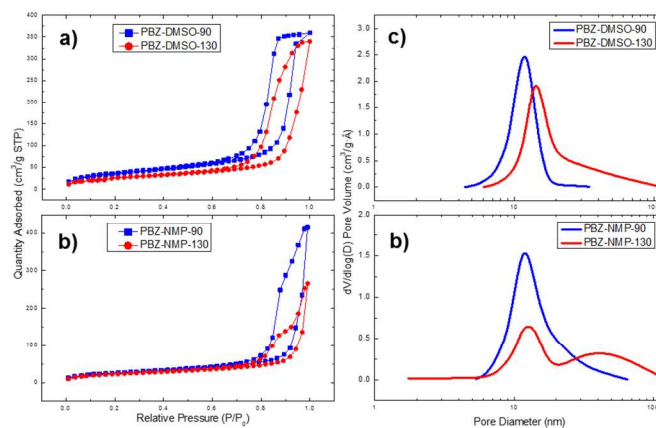 a)
PBZ-DMSO-90
PBZ-DMSO-130
400
350
300
250
200
150
100
50
0
b)
PBZ-NMP-90
PBZ-NMP-130
400
300
200
100
0
0.0 0.2 0.4 0.6 0.8 1.0
Relative Pressure (P/P0)
Quantity Adsorbed (cm³/g STP)
c)
PBZ-DMSO-90
PBZ-DMSO-130
3.0
2.5
2.0
1.5
1.0
0.5
0.0
b)
PBZ-NMP-90
PBZ-NMP-130
2.0
1.5
1.0
0.5
0.0
1 10 100
Pore Diameter (nm)
dV/dlog(D) Pore Volume (cm³/g·Å)